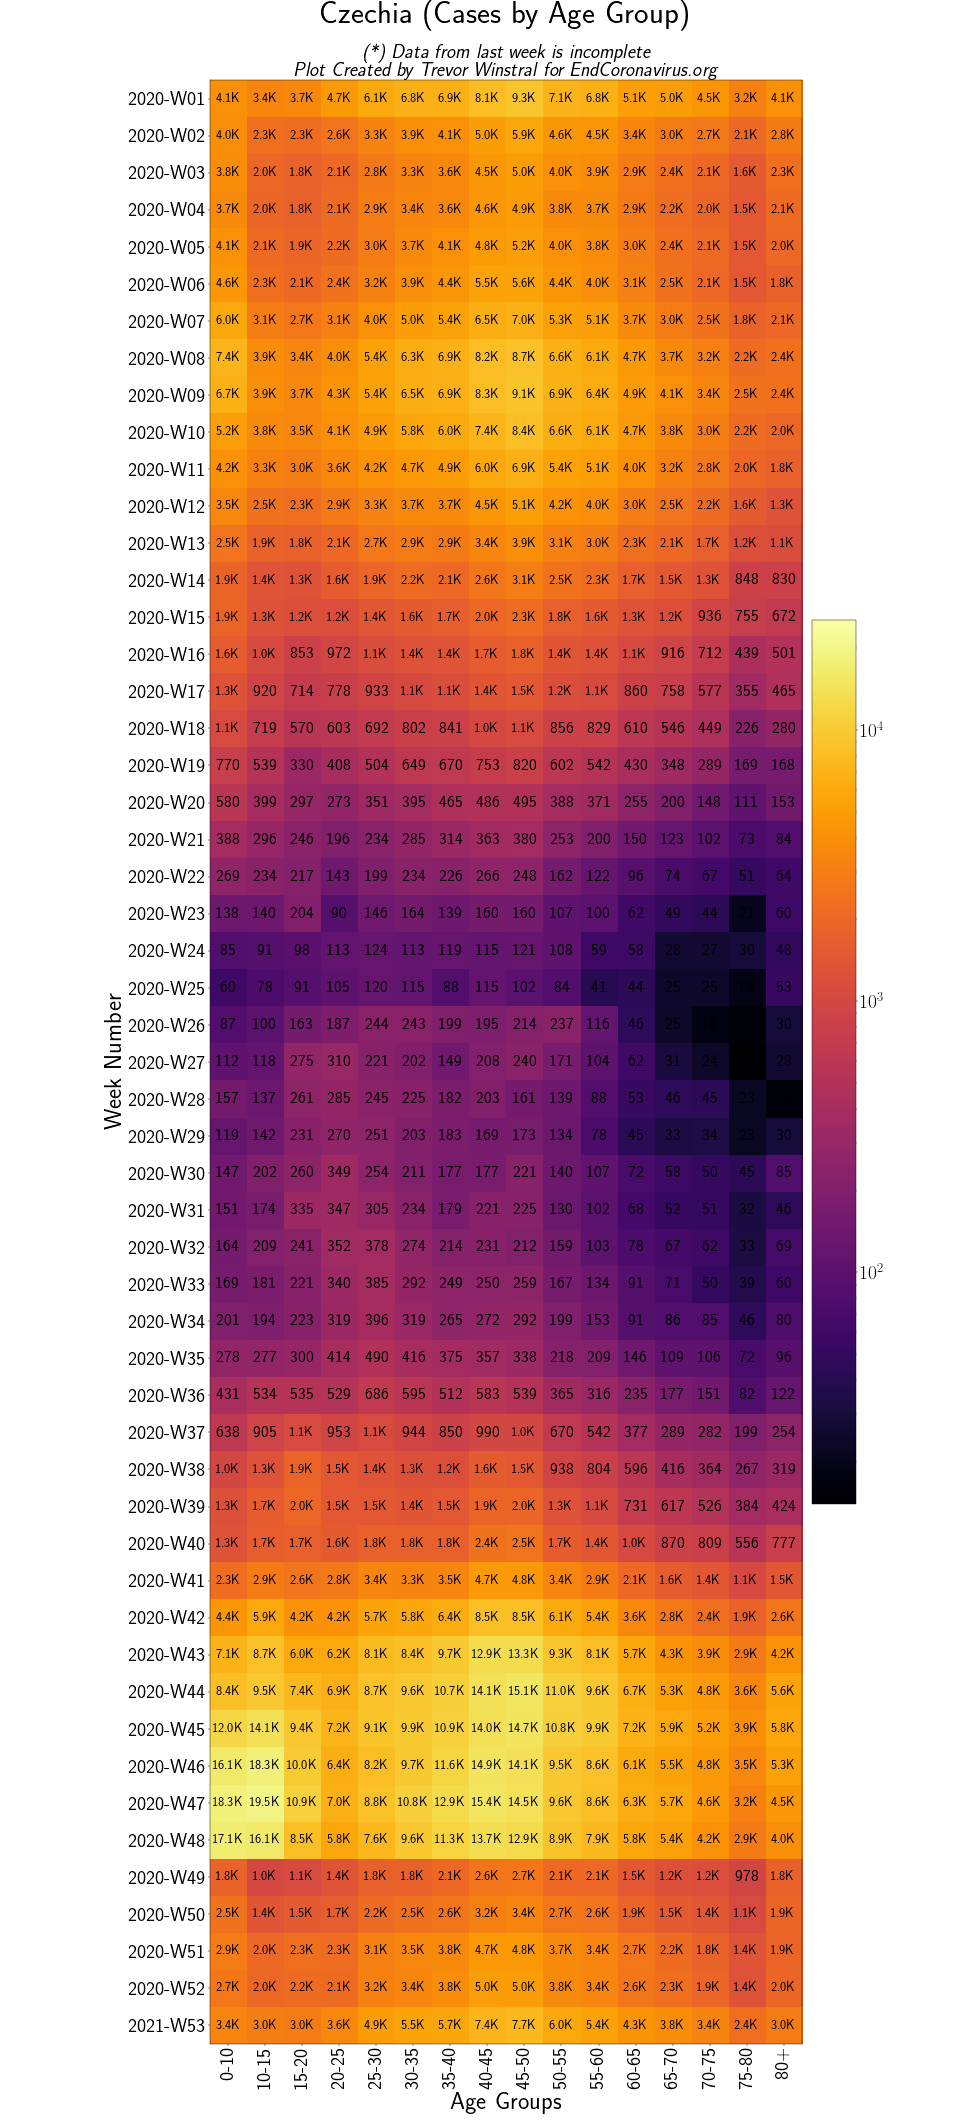 Czechia (Cases by Age Group)
(*) Data from last week is incomplete
Plot Created by Trevor Winstral for EndCoronavirus.org
2020-W01 4.1K 3.4K 3.7K 4.7K 6.1K 6.8K 6.9K 8.1K 9.3K 7.1K 6.8K 5.1K 5.0K 4.5K 3.2K 4.1K
2020-W02 4.0K 2.3K 2.3K 2.6K 3.3K 3.9K 4.1K 5.0K 5.9K 4.6K 4.5K 3.4K 3.0K 2.7K 2.1K 2.8K
2020-W03 3.8K 2.0K 1.8K 2.1K 2.8K 3.3K 3.6K 4.5K 5.0K 4.0K 3.9K 2.9K 2.4K 2.1K 1.6K 2.3K
2020-W04 3.7K 2.0K 1.8K 2.1K 2.9K 3.4K 3.6K 4.6K 4.9K 3.8K 3.7K 2.9K 2.2K 2.0K 1.5K 2.1K
2020-W05 4.1K 2.1K 1.9K 2.2K 3.0K 3.7K 4.1K 4.8K 5.2K 4.0K 3.8K 3.0K 2.4K 2.1K 1.5K 2.0K
2020-W06 4.6K 2.3K 2.1K 2.4K 3.2K 3.9K 4.4K 5.5K 5.6K 4.4K 4.0K 3.1K 2.5K 2.1K 1.5K 1.8K
2020-W07 6.0K 3.1K 2.7K 3.1K 4.0K 5.0K 5.4K 6.5K 7.0K 5.3K 5.1K 3.7K 3.0K 2.5K 1.8K 2.1K
2020-W08 7.4K 3.9K 3.4K 4.0K 5.4K 6.3K 6.9K 8.2K 8.7K 6.6K 6.1K 4.7K 3.7K 3.2K 2.2K 2.4K
2020-W09 6.7K 3.9K 3.7K 4.3K 5.4K 6.5K 6.9K 8.3K 9.1K 6.9K 6.4K 4.9K 4.1K 3.4K 2.5K 2.4K
2020-W10 5.2K 3.8K 3.5K 4.1K 4.9K 5.8K 6.0K 7.4K 8.4K 6.6K 6.1K 4.7K 3.8K 3.0K 2.2K 2.0K
2020-W11 4.2K 3.3K 3.0K 3.6K 4.2K 4.7K 4.9K 6.0K 6.9K 5.4K 5.1K 4.0K 3.2K 2.8K 2.0K 1.8K
2020-W12 3.5K 2.5K 2.3K 2.9K 3.3K 3.7K 3.7K 4.5K 5.1K 4.2K 4.0K 3.0K 2.5K 2.2K 1.6K 1.3K
2020-W13 2.5K 1.9K 1.8K 2.1K 2.7K 2.9K 2.9K 3.4K 3.9K 3.1K 3.0K 2.3K 2.1K 1.7K 1.2K 1.1K
2020-W14 1.9K 1.4K 1.3K 1.6K 1.9K 2.2K 2.1K 2.6K 3.1K 2.5K 2.3K 1.7K 1.5K 1.3K 848 830
2020-W15 1.9K 1.3K 1.2K 1.2K 1.4K 1.6K 1.7K 2.0K 2.3K 1.8K 1.6K 1.3K 1.2K 936 755 672
2020-W16 1.6K 1.0K 853 972 1.1K 1.4K 1.4K 1.7K 1.8K 1.4K 1.4K 1.1K 916 712 439 501
2020-W17 1.3K 920 714 778 933 1.1K 1.1K 1.4K 1.5K 1.2K 1.1K 860 758 577 355 465
2020-W18 1.1K 719 570 603 692 802 841 1.0K 1.1K 856 829 610 546 449 226 280
2020-W19 770 539 330 408 504 649 670 753 820 602 542 430 348 289 169 168
2020-W20 580 399 297 273 351 395 465 486 495 388 371 255 200 148 111 153
2020-W21 388 296 246 196 234 285 314 363 380 253 200 150 123 102 73 84
2020-W22 269 234 217 143 199 234 226 266 248 162 122 96 74 67 51 64
2020-W23 138 140 204 90 146 164 139 160 160 107 100 62 49 44 21 60
2020-W24 85 91 98 113 124 113 119 115 121 108 59 58 28 27 30 48
2020-W25 60 78 91 105 120 115 88 115 102 84 41 44 25 25 53
2020-W26 87 100 163 187 244 243 199 195 214 237 116 46 25 30
2020-W27 112 118 275 310 221 202 149 208 240 171 104 62 31 24 28
2020-W28 157 137 261 285 245 225 182 203 161 139 88 53 46 45 23
2020-W29 119 142 231 270 251 203 183 169 173 134 78 45 33 34 23 30
2020-W30 147 202 260 349 254 211 177 177 221 140 107 72 58 50 45 85
2020-W31 151 174 335 347 305 234 179 221 225 130 102 68 52 51 32 46
2020-W32 164 209 241 352 378 274 214 231 212 159 103 78 67 62 33 69
2020-W33 169 181 221 340 385 292 249 250 259 167 134 91 71 50 39 60
2020-W34 201 194 223 319 396 319 265 272 292 199 153 91 86 85 46 80
2020-W35 278 277 300 414 490 416 375 357 338 218 209 146 109 106 72 96
2020-W36 431 534 535 529 686 595 512 583 539 365 316 235 177 151 82 122
2020-W37 638 905 1.1K 953 1.1K 944 850 990 1.0K 670 542 377 289 282 199 254
2020-W38 1.0K 1.3K 1.9K 1.5K 1.4K 1.3K 1.2K 1.6K 1.5K 938 804 596 416 364 267 319
2020-W39 1.3K 1.7K 2.0K 1.5K 1.5K 1.4K 1.5K 1.9K 2.0K 1.3K 1.1K 731 617 526 384 424
2020-W40 1.3K 1.7K 1.7K 1.6K 1.8K 1.8K 1.8K 2.4K 2.5K 1.7K 1.4K 1.0K 870 809 556 777
2020-W41 2.3K 2.9K 2.6K 2.8K 3.4K 3.3K 3.5K 4.7K 4.8K 3.4K 2.9K 2.1K 1.6K 1.4K 1.1K 1.5K
2020-W42 4.4K 5.9K 4.2K 4.2K 5.7K 5.8K 6.4K 8.5K 8.5K 6.1K 5.4K 3.6K 2.8K 2.4K 1.9K 2.6K
2020-W43 7.1K 8.7K 6.0K 6.2K 8.1K 8.4K 9.7K 12.9K 13.3K 9.3K 8.1K 5.7K 4.3K 3.9K 2.9K 4.2K
2020-W44 8.4K 9.5K 7.4K 6.9K 8.7K 9.6K 10.7K 14.1K 15.1K 11.0K 9.6K 6.7K 5.3K 4.8K 3.6K 5.6K
2020-W45 12.0K 14.1K 9.4K 7.2K 9.1K 9.9K 10.9K 14.0K 14.7K 10.8K 9.9K 7.2K 5.9K 5.2K 3.9K 5.8K
2020-W46 16.1K 18.3K 10.0K 6.4K 8.2K 9.7K 11.6K 14.9K 14.1K 9.5K 8.6K 6.1K 5.5K 4.8K 3.5K 5.3K
2020-W47 18.3K 19.5K 10.9K 7.0K 8.8K 10.8K 12.9K 15.4K 14.5K 9.6K 8.6K 6.3K 5.7K 4.6K 3.2K 4.5K
2020-W48 17.1K 16.1K 8.5K 5.8K 7.6K 9.6K 11.3K 13.7K 12.9K 8.9K 7.9K 5.8K 5.4K 4.2K 2.9K 4.0K
2020-W49 1.8K 1.0K 1.1K 1.4K 1.8K 1.8K 2.1K 2.6K 2.7K 2.1K 2.1K 1.5K 1.2K 1.2K 978 1.8K
2020-W50 2.5K 1.4K 1.5K 1.7K 2.2K 2.5K 2.6K 3.2K 3.4K 2.7K 2.6K 1.9K 1.5K 1.4K 1.1K 1.9K
2020-W51 2.9K 2.0K 2.3K 2.3K 3.1K 3.5K 3.8K 4.7K 4.8K 3.7K 3.4K 2.7K 2.2K 1.8K 1.4K 1.9K
2020-W52 2.7K 2.0K 2.2K 2.1K 3.2K 3.4K 3.8K 5.0K 5.0K 3.8K 3.4K 2.6K 2.3K 1.9K 1.4K 2.0K
2021-W53 3.4K 3.0K 3.0K 3.6K 4.9K 5.5K 5.7K 7.4K 7.7K 6.0K 5.4K 4.3K 3.8K 3.4K 2.4K 3.0K
0-10 10-15 15-20 20-25 25-30 30-35 35-40 40-45 45-50 50-55 55-60 60-65 65-70 70-75 75-80 80+
Age Groups
Week Number
10⁴
10³
10²